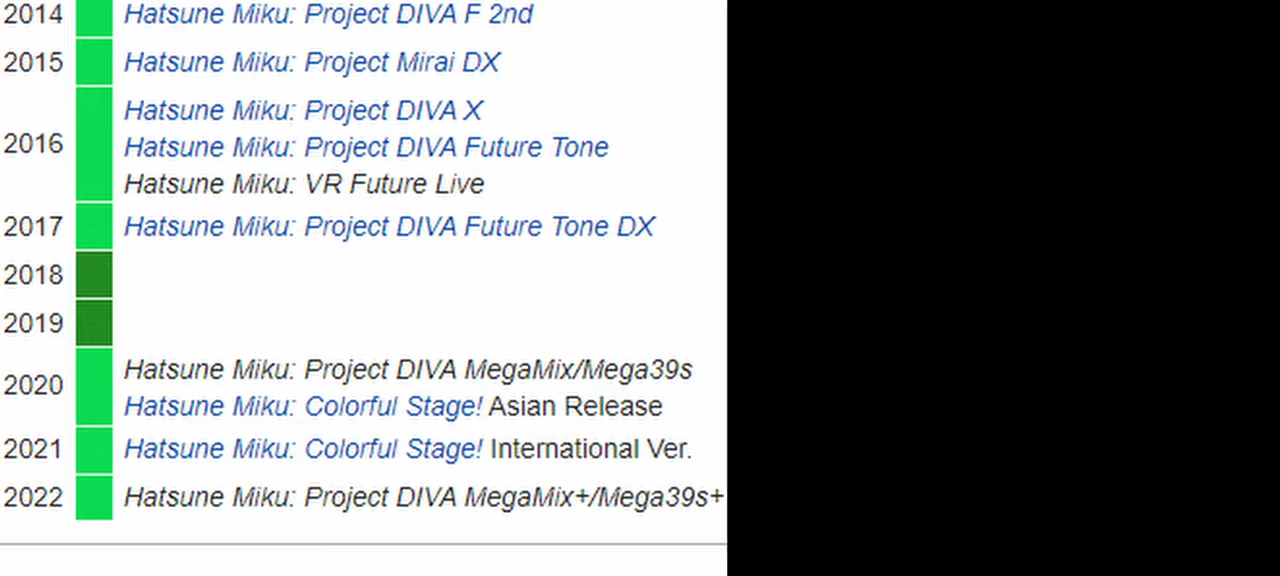 2014 Hatsune Miku: Project DIVA F 2nd
2015 Hatsune Miku: Project Mirai DX
Hatsune Miku: Project DIVA X
2016 Hatsune Miku: Project DIVA Future Tone
Hatsune Miku: VR Future Live
2017 Hatsune Miku: Project DIVA Future Tone DX
2018
2019
2020 Hatsune Miku: Project DIVA MegaMix/Mega39s
Hatsune Miku: Colorful Stage! Asian Release
2021 Hatsune Miku: Colorful Stage! International Ver.
2022 Hatsune Miku: Project DIVA MegaMix+/Mega39s+